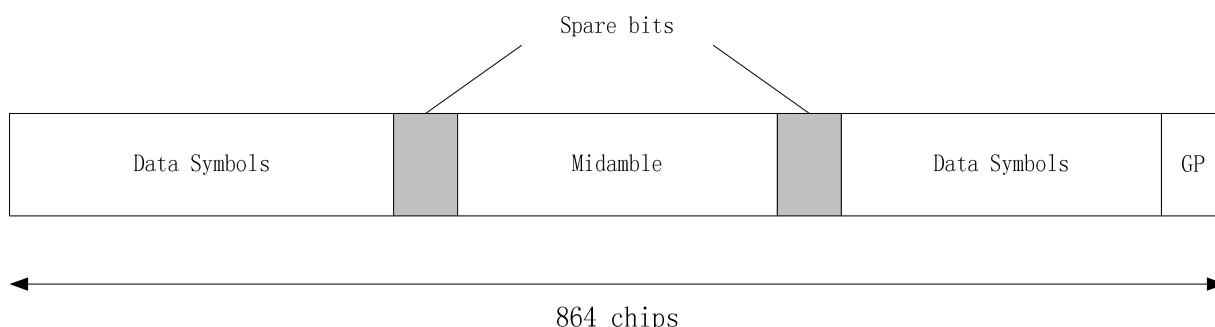 Spare bits
Data Symbols
Midamble
Data Symbols
GP
864 chips